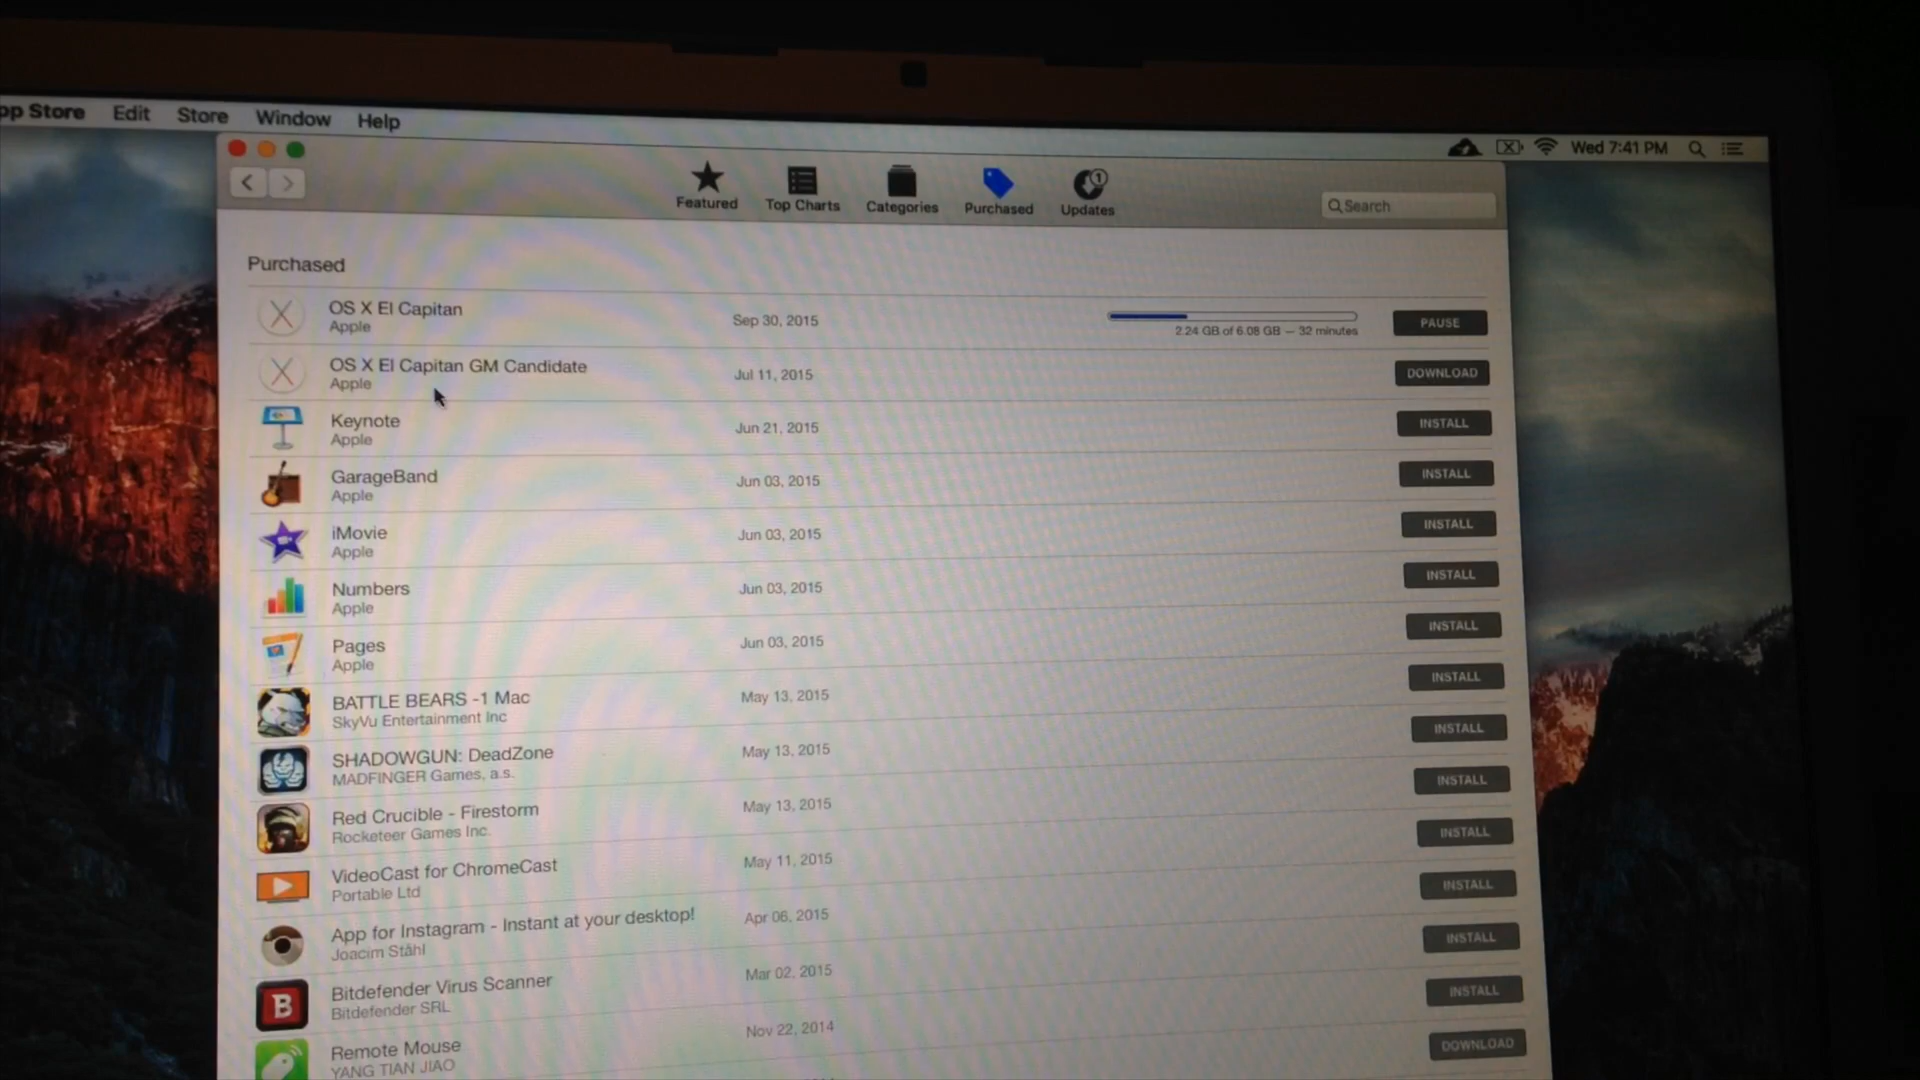 pp Store Edit Store Window Help
Wed 7:41 PM
Featured Top Charts Categories Purchased Updates
1
Search
Purchased
OS X El Capitan
Apple
Sep 30, 2015
2.24 GB of 6.08 GB — 32 minutes
PAUSE
OS X El Capitan GM Candidate
Apple
Jul 11, 2015
DOWNLOAD
Keynote
Apple
Jun 21, 2015
INSTALL
GarageBand
Apple
Jun 03, 2015
INSTALL
iMovie
Apple
Jun 03, 2015
INSTALL
Numbers
Apple
Jun 03, 2015
INSTALL
Pages
Apple
Jun 03, 2015
INSTALL
BATTLE BEARS -1 Mac
SkyVu Entertainment Inc
May 13, 2015
INSTALL
SHADOWGUN: DeadZone
MADFINGER Games, a.s.
May 13, 2015
INSTALL
Red Crucible - Firestorm
Rocketeer Games Inc.
May 13, 2015
INSTALL
VideoCast for ChromeCast
Portable Ltd
May 11, 2015
INSTALL
App for Instagram - Instant at your desktop!
Joacim Ståhl
Apr 06, 2015
INSTALL
B
Bitdefender Virus Scanner
Bitdefender SRL
Mar 02, 2015
INSTALL
Remote Mouse
YANG TIAN JIAO
Nov 22, 2014
INSTALL
DOWNLOAD